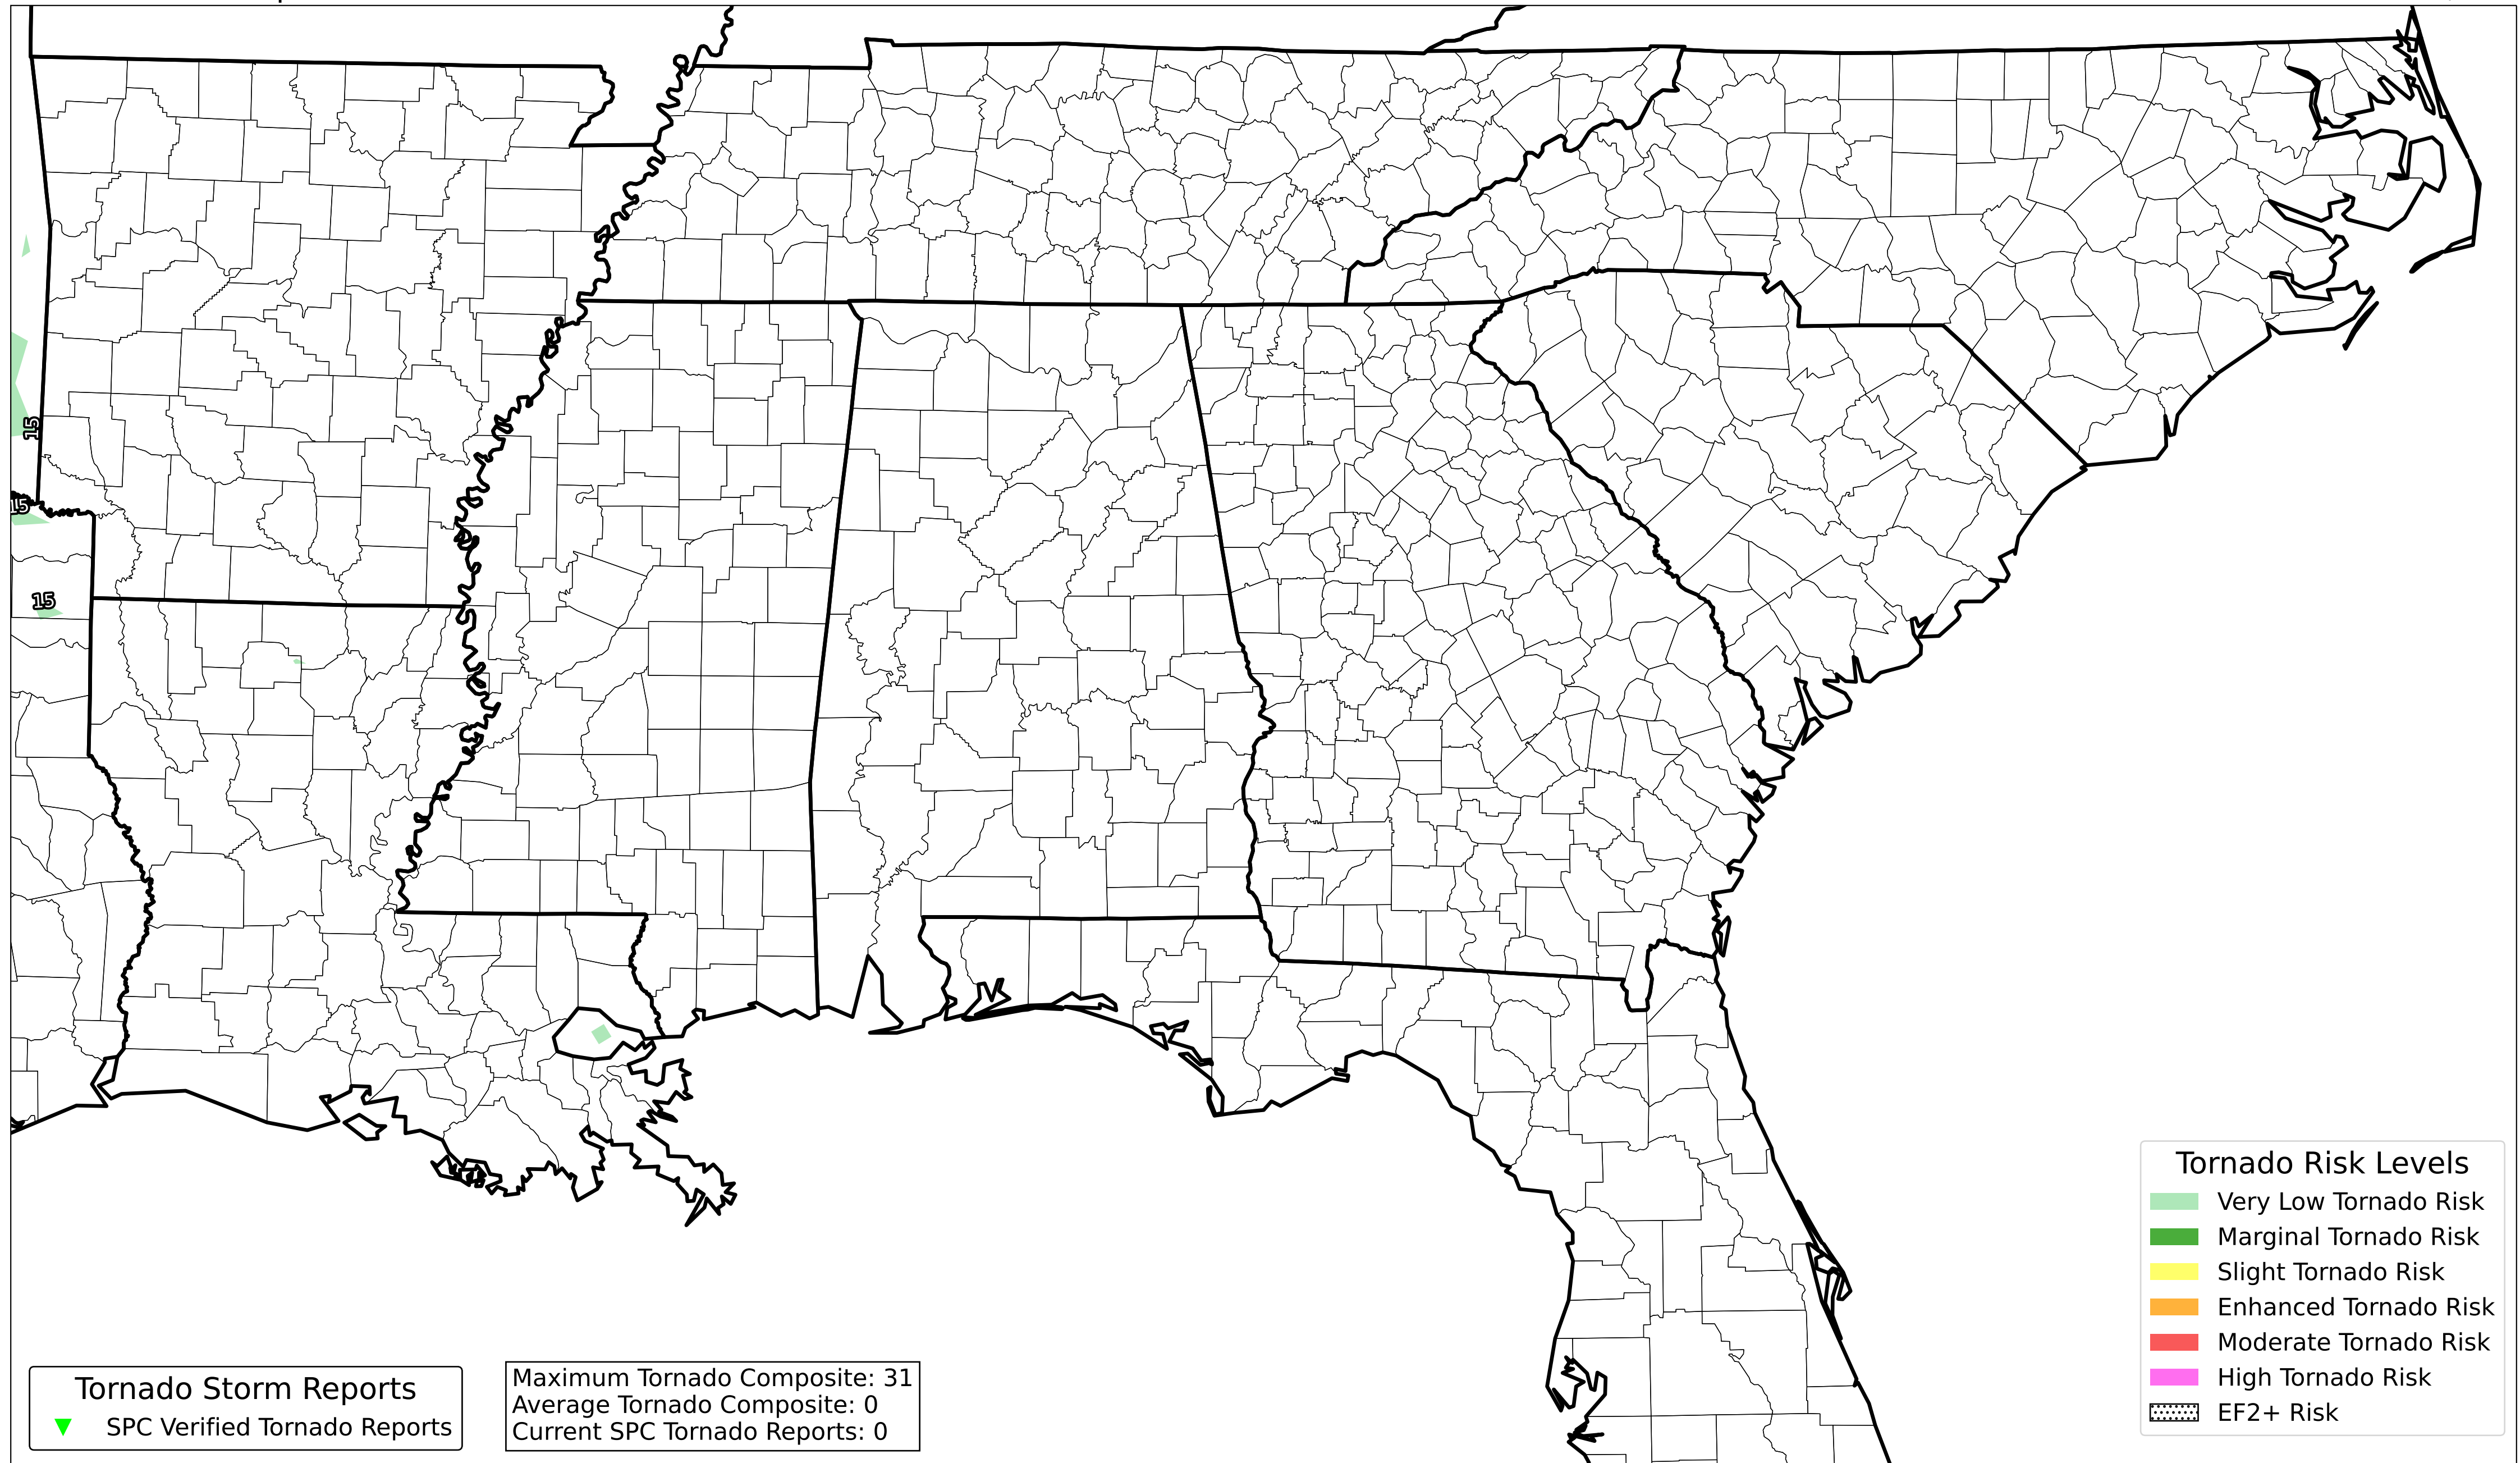 15
15
15
Tornado Risk Levels
Very Low Tornado Risk
Marginal Tornado Risk
Slight Tornado Risk
Enhanced Tornado Risk
Moderate Tornado Risk
High Tornado Risk
EF2+ Risk
Tornado Storm Reports
SPC Verified Tornado Reports
Maximum Tornado Composite: 31
Average Tornado Composite: 0
Current SPC Tornado Reports: 0